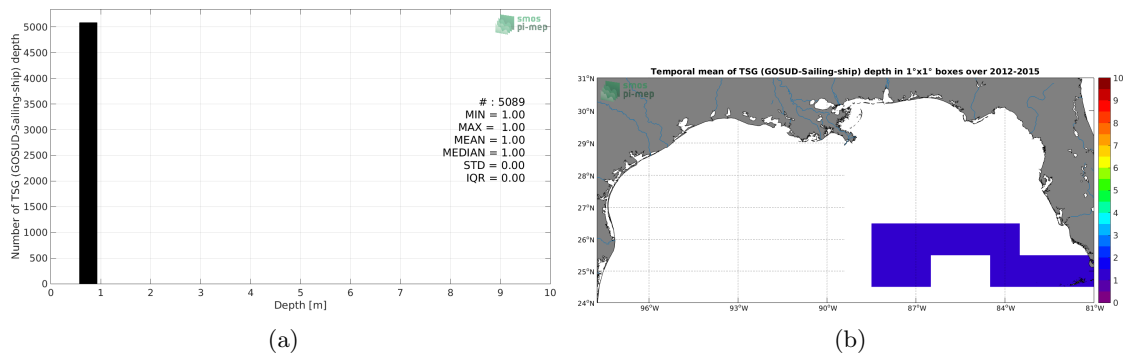 smos
pi-mep
5000
4500
4000
3500
3000
2500
2000
1500
1000
500
0
Number of TSG (GOSUD-Sailing-ship) depth
# : 5089
MIN = 1.00
MAX = 1.00
MEAN = 1.00
MEDIAN = 1.00
STD = 0.00
IQR = 0.00
0 1 2 3 4 5 6 7 8 9 10
Depth [m]
(a)
Temporal mean of TSG (GOSUD-Sailing-ship) depth in 1°x1° boxes over 2012-2015
smos
pi-mep
31°N
30°N
29°N
28°N
27°N
26°N
25°N
24°N
96°W 93°W 90°W 87°W 84°W 81°W
10
9
8
7
6
5
4
3
2
1
0
(b)